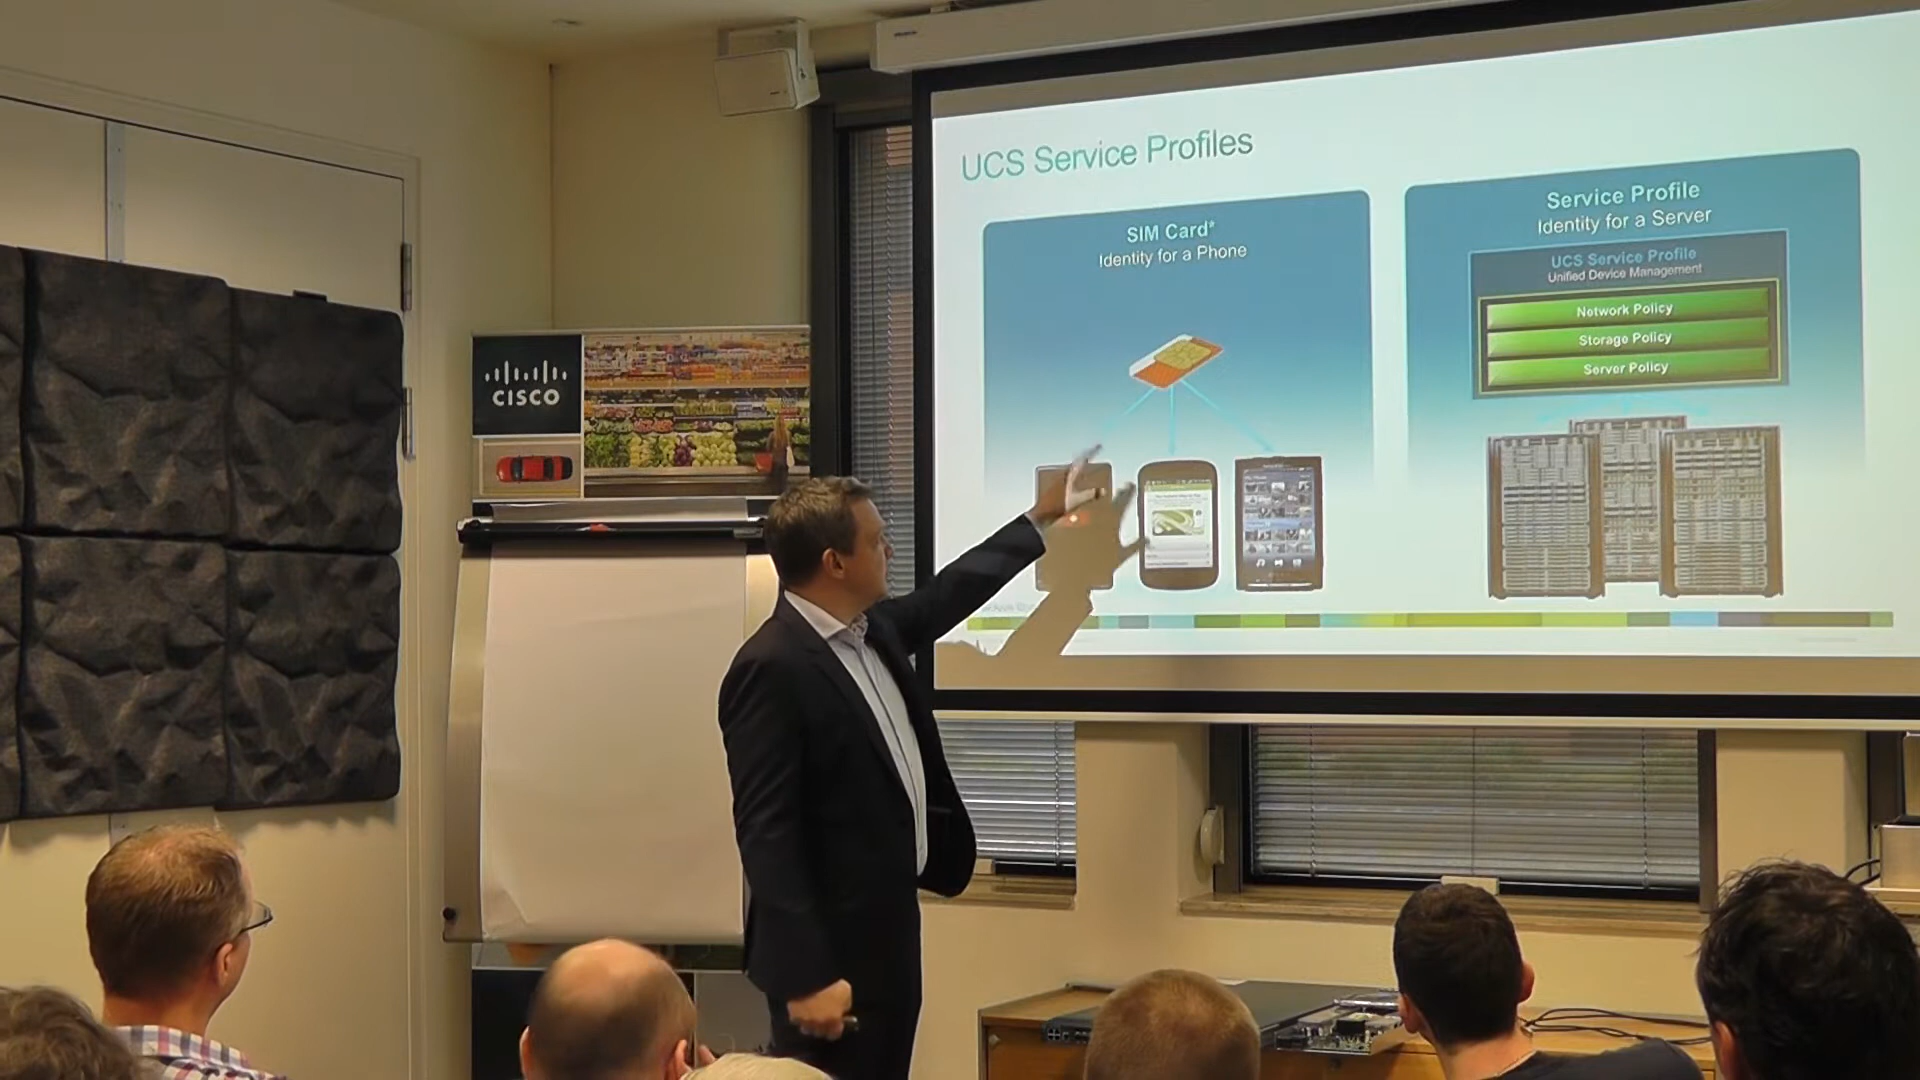 UCS Service Profiles
SIM Card*
Identity for a Phone
Service Profile
Identity for a Server
UCS Service Profile
Unified Device Management
Network Policy
Storage Policy
Server Policy
CISCO